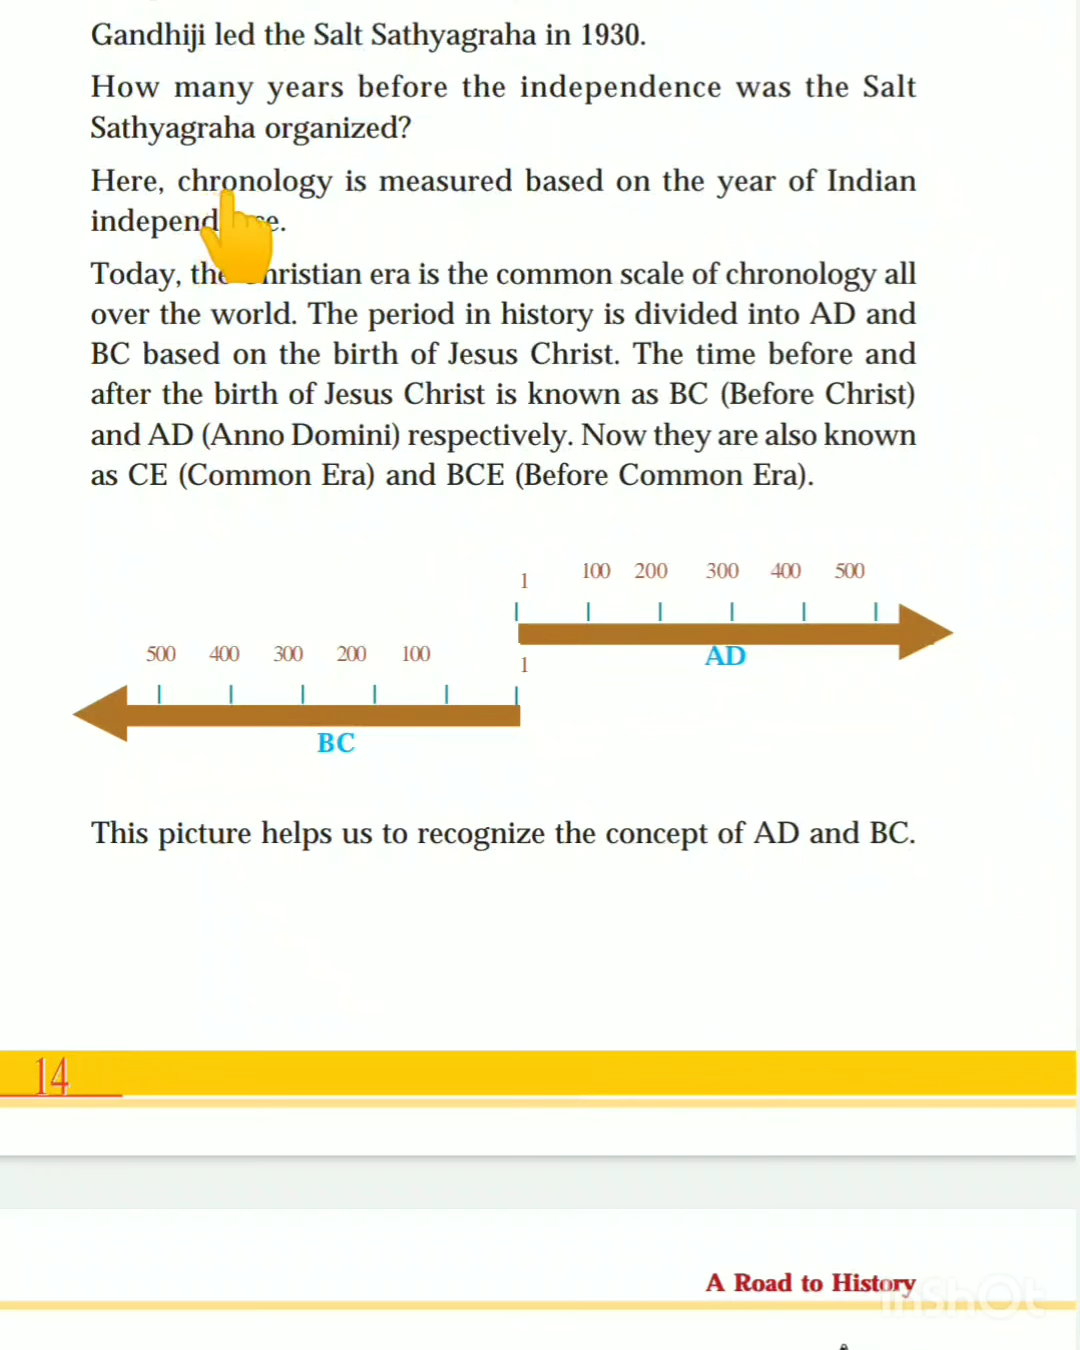 Gandhiji led the Salt Sathyagraha in 1930.
How many years before the independence was the Salt
Sathyagraha organized?
Here, chronology is measured based on the year of Indian
Today, the Christian era is the common scale of chronology all
over the world. The period in history is divided into AD and
BC based on the birth of Jesus Christ. The time before and
after the birth of Jesus Christ is known as BC (Before Christ)
and AD (Anno Domini) respectively. Now they are also known
as CE (Common Era) and BCE (Before Common Era).
1 100 200 300 400 500
AD
500 400 300 200 100 1
BC
This picture helps us to recognize the concept of AD and BC.
14
A Road to History
InShOt